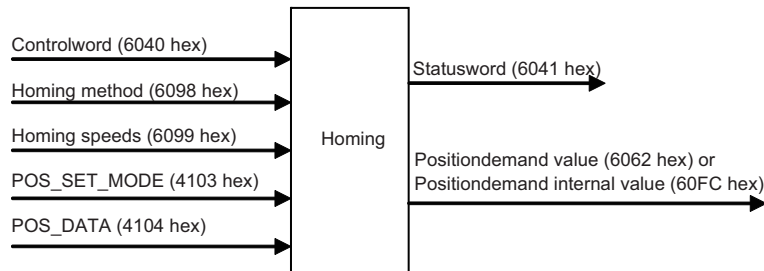 Controlword (6040 hex)
Homing method (6098 hex)
Homing speeds (6099 hex)
POS_SET_MODE (4103 hex)
POS_DATA (4104 hex)
Homing
Statusword (6041 hex)
Positiondemand value (6062 hex) or
Positiondemand internal value (60FC hex)